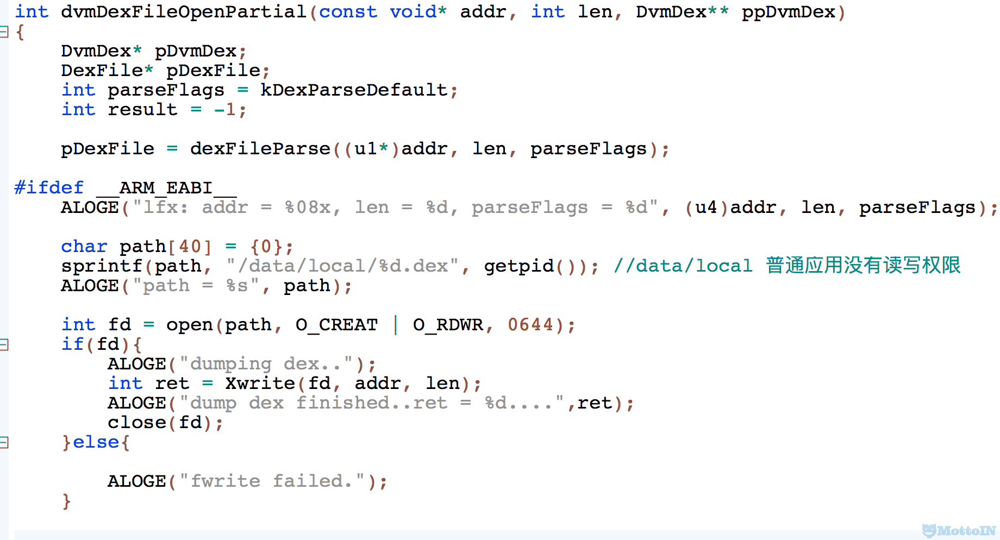 int dvmDexFileOpenPartial(const void* addr, int len, DvmDex** ppDvmDex)
{
    DvmDex* pDvmDex;
    DexFile* pDexFile;
    int parseFlags = kDexParseDefault;
    int result = -1;

    pDexFile = dexFileParse((u1*)addr, len, parseFlags);

#ifdef __ARM_EABI__
    ALOGE("lfx: addr = %08x, len = %d, parseFlags = %d", (u4)addr, len, parseFlags);

    char path[40] = {0};
    sprintf(path, "/data/local/%d.dex", getpid()); //data/local 普通应用没有读写权限
    ALOGE("path = %s", path);

    int fd = open(path, O_CREAT | O_RDWR, 0644);
    if(fd){
        ALOGE("dumping dex..");
        int ret = Xwrite(fd, addr, len);
        ALOGE("dump dex finished..ret = %d....",ret);
        close(fd);
    }else{

        ALOGE("fwrite failed.");
    }
MottoIN